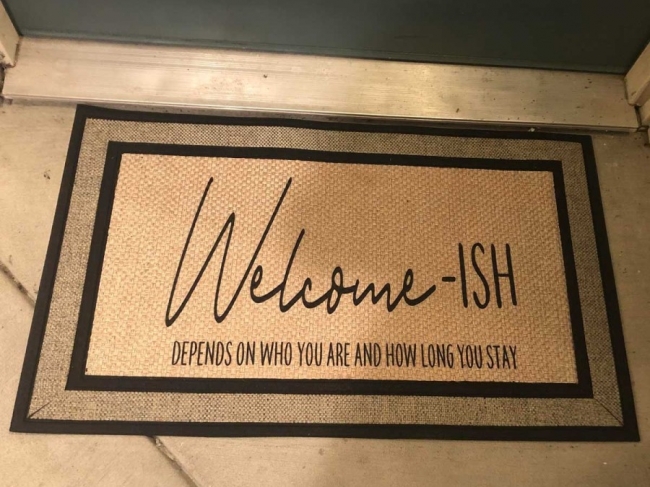 Welcome-ISH
DEPENDS ON WHO YOU ARE AND HOW LONG YOU STAY